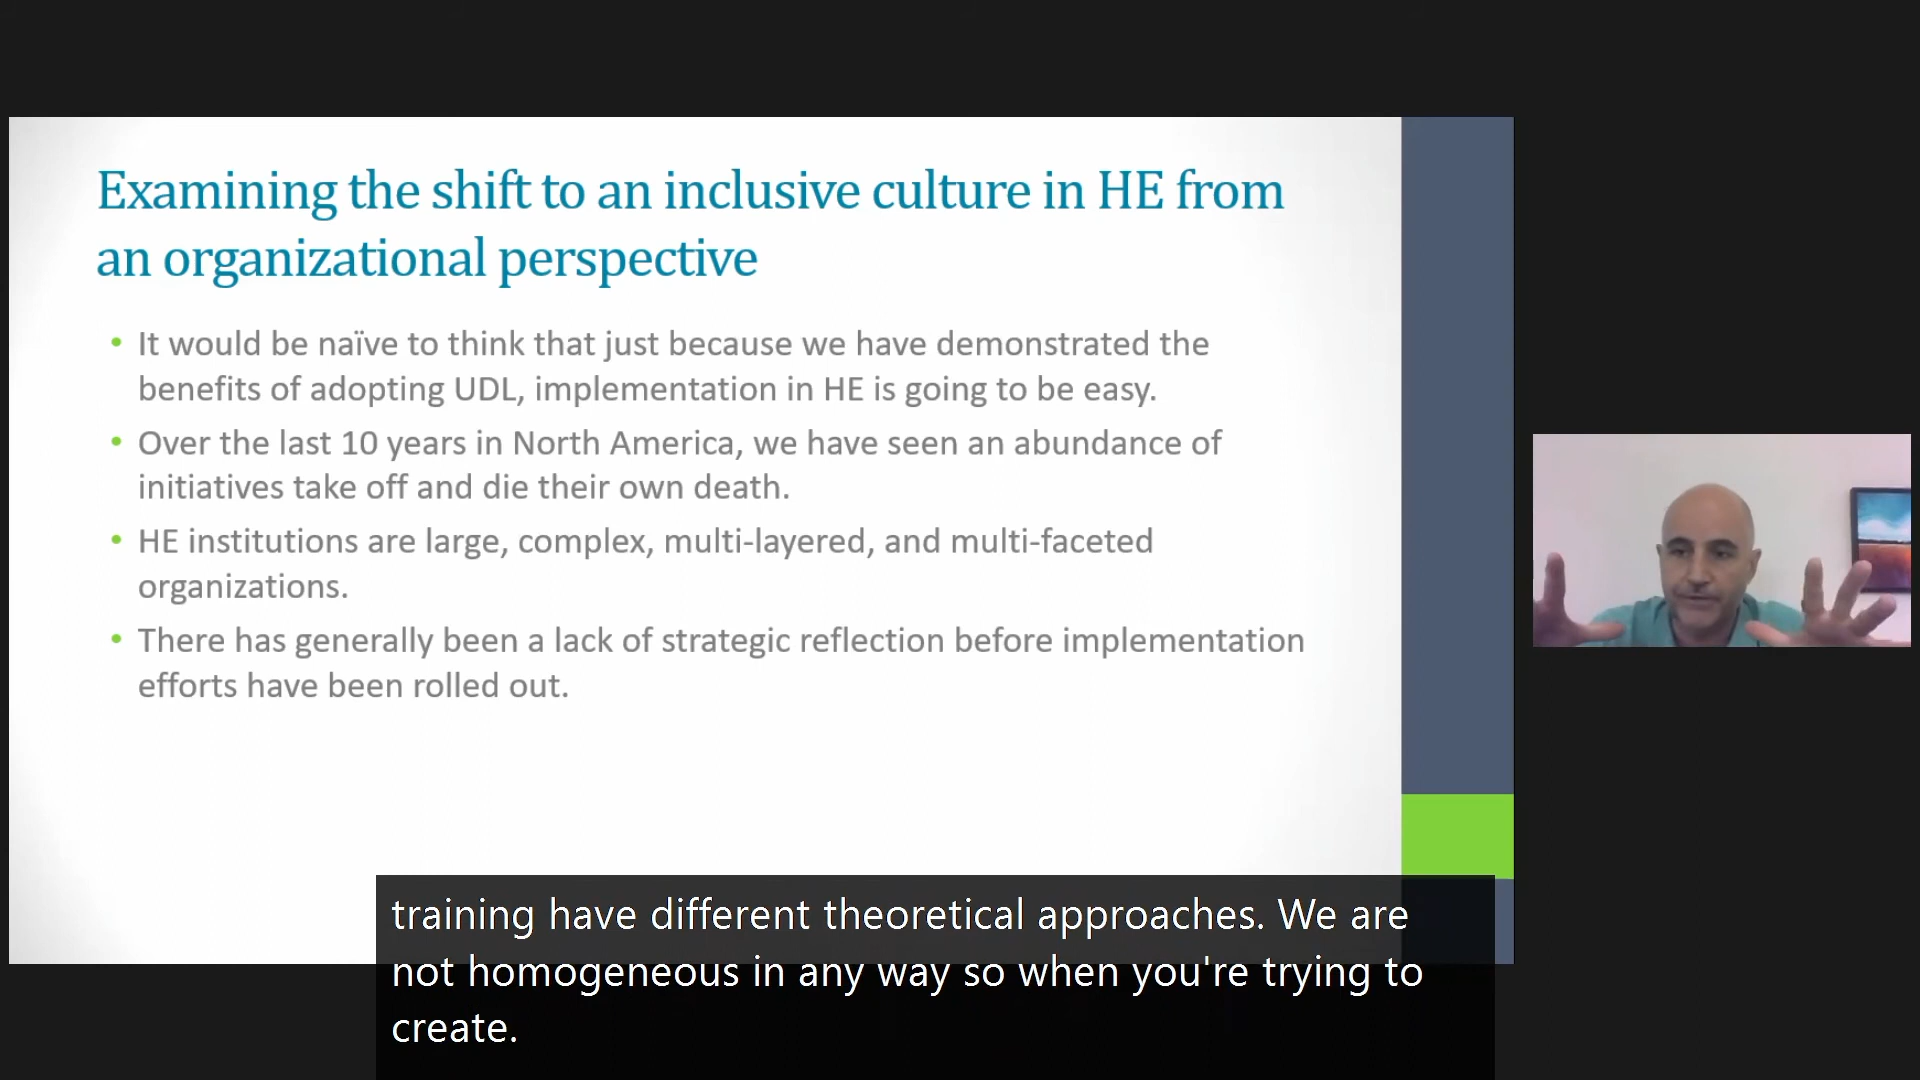 Examining the shift to an inclusive culture in HE from
an organizational perspective
• It would be naïve to think that just because we have demonstrated the
benefits of adopting UDL, implementation in HE is going to be easy.
• Over the last 10 years in North America, we have seen an abundance of
initiatives take off and die their own death.
• HE institutions are large, complex, multi-layered, and multi-faceted
organizations.
• There has generally been a lack of strategic reflection before implementation
efforts have been rolled out.
training have different theoretical approaches. We are
not homogeneous in any way so when you're trying to
create.